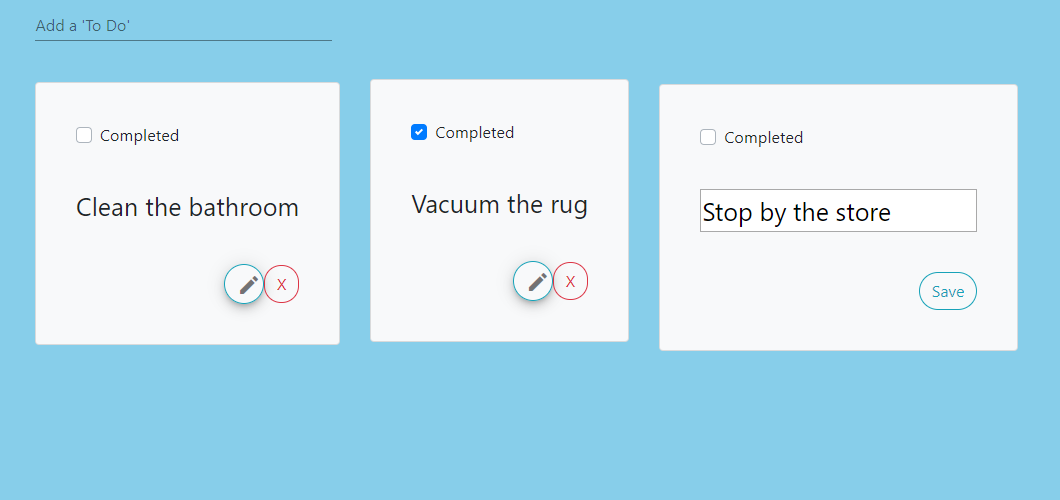 Add a 'To Do'
Completed
Clean the bathroom
X
Completed
Vacuum the rug
X
Completed
Stop by the store
Save